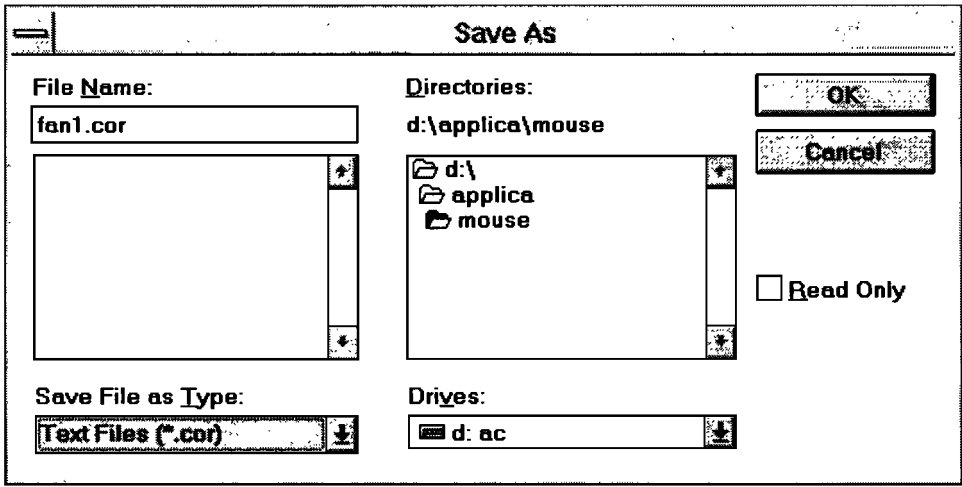 Save As
File Name:
fan1.cor
Directories:
d:\applica\mouse
d:\
applica
mouse
OK
Cancel
Read Only
Save File as Type:
Text Files (*.cor)
Drives:
d: ac